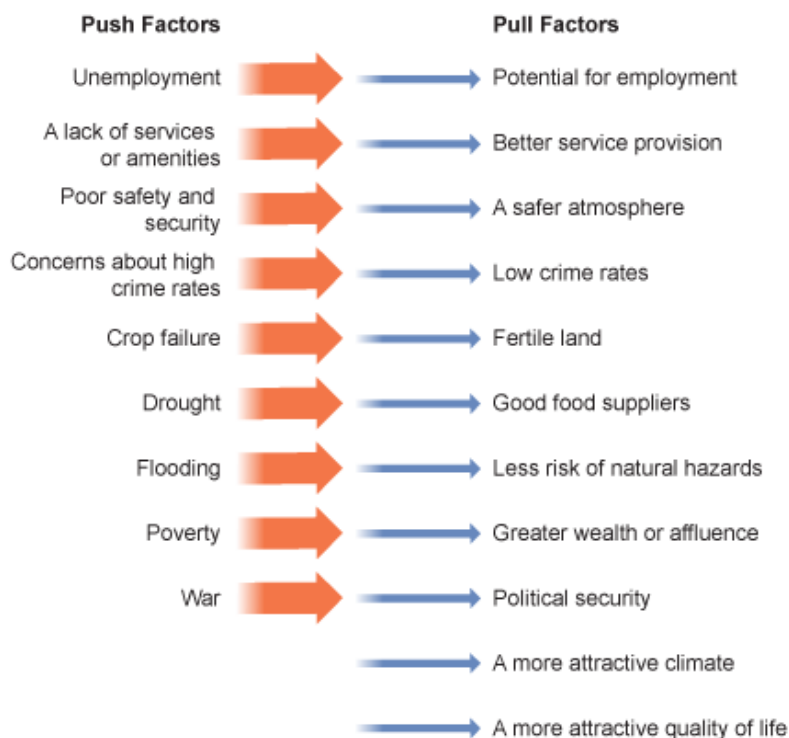 Push Factors Pull Factors
Unemployment Potential for employment
A lack of services
or amenities Better service provision
Poor safety and
security A safer atmosphere
Concerns about high
crime rates Low crime rates
Crop failure Fertile land
Drought Good food suppliers
Flooding Less risk of natural hazards
Poverty Greater wealth or affluence
War Political security
A more attractive climate
A more attractive quality of life